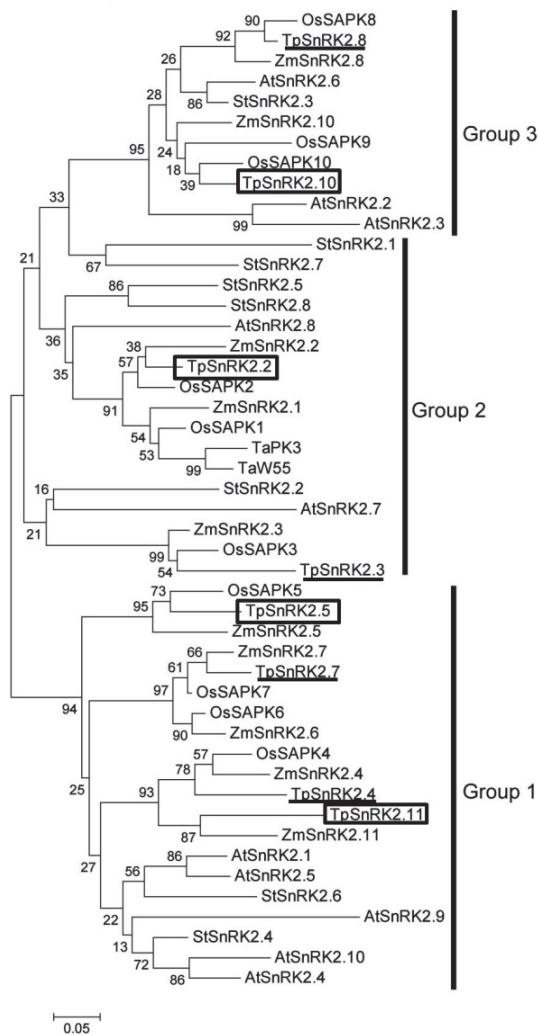 OsSAPK8
90
TpSnRK2.8
92
ZmSnRK2.8
26
AtSnRK2.6
86
StSnRK2.3
28
ZmSnRK2.10
OsSnRK9
24
18
OsSAPK10
39
TpSnRK2.10
Group 3
95
AtSnRK2.2
99
AtSnRK2.3
33
StSnRK2.1
67
StSnRK2.7
21
86
StSnRK2.5
StSnRK2.8
36
AtSnRK2.8
35
38
ZmSnRK2.2
57
TpSnRK2.2
OsSAPK2
91
ZmSnRK2.1
Group 2
54
OsSAPK1
53
TaPK3
99
TaW55
16
StSnRK2.2
AtSnRK2.7
21
ZmSnRK2.3
99
OsSAPK3
54
TpSnRK2.3
73
OsSAPK5
95
TpSnRK2.5
ZmSnRK2.5
94
66
ZmSnRK2.7
61
TpSnRK2.7
97
OsSAPK7
OsSAPK6
90
ZmSnRK2.6
25
57
OsSAPK4
78
ZmSnRK2.4
TpSnRK2.4
Group 1
93
TpSnRK2.11
87
ZmSnRK2.11
27
86
AtSnRK2.1
56
AtSnRK2.5
StSnRK2.6
22
AtSnRK2.9
13
StSnRK2.4
72
AtSnRK2.10
86
AtSnRK2.4
0.05